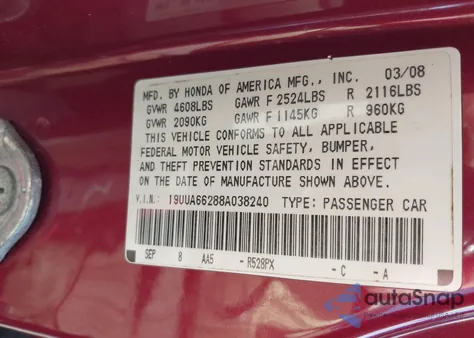 MFD. BY HONDA OF AMERICA MFG., INC. 03/08
GVWR 4608LBS GAWR F 2524LBS R 2116LBS
GVWR 2090KG GAWR F 1145KG R 960KG
THIS VEHICLE CONFORMS TO ALL APPLICABLE
FEDERAL MOTOR VEHICLE SAFETY, BUMPER,
AND THEFT PREVENTION STANDARDS IN EFFECT
ON THE DATE OF MANUFACTURE SHOWN ABOVE.
V.I.N.: 19UUA66288A038240 TYPE: PASSENGER CAR
SEP 8 AA5 - R528PX - C - A
autaSnap